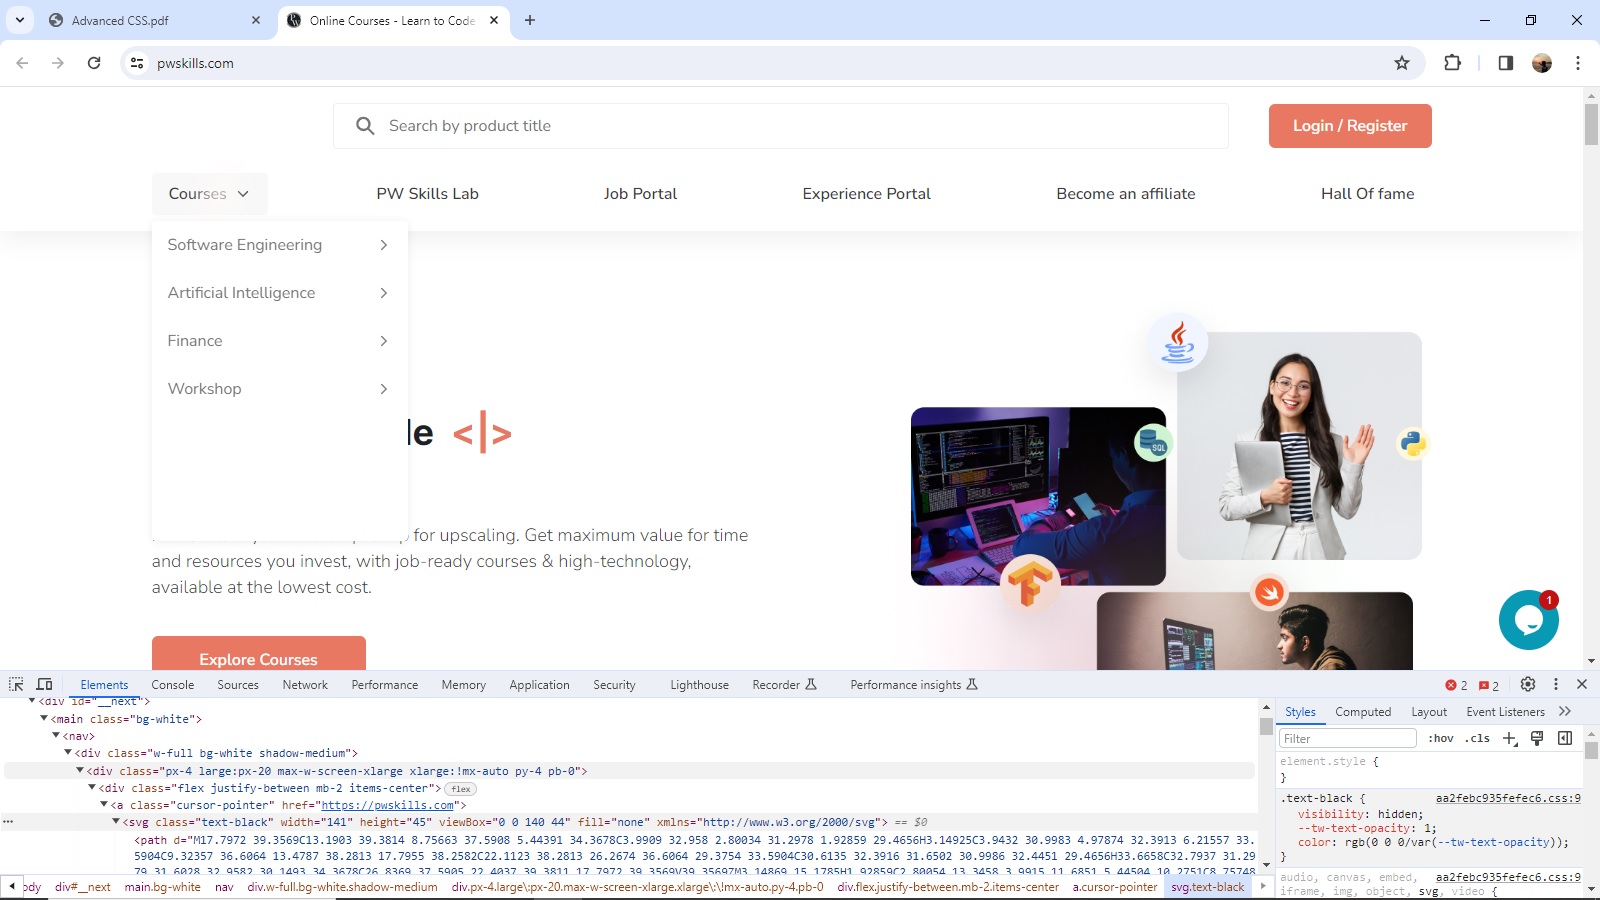 Advanced CSS.pdf
Online Courses - Learn to Code
pwskills.com
Search by product title
Login / Register
Courses
PW Skills Lab
Job Portal
Experience Portal
Become an affiliate
Hall Of fame
Software Engineering
Artificial Intelligence
Finance
Workshop
le </>
SQL
for upscaling. Get maximum value for time
and resources you invest, with job-ready courses & high-technology,
available at the lowest cost.
Explore Courses
1
Elements
Console
Sources
Network
Performance
Memory
Application
Security
Lighthouse
Recorder
Performance insights
2
2
<div id="__next">
<main class="bg-white">
<nav>
<div class="w-full bg-white shadow-medium">
<div class="px-4 large:px-20 max-w-screen-xlarge xlarge:!mx-auto py-4 pb-0">
<div class="flex justify-between mb-2 items-center"> flex
<a class="cursor-pointer" href="https://pwskills.com">
<svg class="text-black" width="141" height="45" viewBox="0 0 140 44" fill="none" xmlns="http://www.w3.org/2000/svg"> == $0
<path d="M17.7972 39.3569C13.1903 39.3814 8.75663 37.5908 5.44391 34.3678C3.9909 32.958 2.80034 31.2978 1.92859 29.4656H3.14925C3.9432 30.9983 4.97874 32.3913 6.21557 33.
5904C9.32357 36.6064 13.4787 38.2813 17.7955 38.2582C22.1123 38.2813 26.2674 36.6064 29.3754 33.5904C30.6135 32.3916 31.6502 30.9986 32.4451 29.4656H33.6658C32.7937 31.29
Styles
Computed
Layout
Event Listeners
Filter
:hov
.cls
element.style {
}
.text-black {
aa2febc935fefec6.css:9
visibility: hidden;
--tw-text-opacity: 1;
color: rgb(0 0 0/var(--tw-text-opacity));
}
audio, canvas, embed,
aa2febc935fefec6.css:9
iframe, img, object, svg, video {
ody
div#__next
main.bg-white
nav
div.w-full.bg-white.shadow-medium
div.px-4.large\:px-20.max-w-screen-xlarge.xlarge\:\!mx-auto.py-4.pb-0
div.flex.justify-between.mb-2.items-center
a.cursor-pointer
svg.text-black